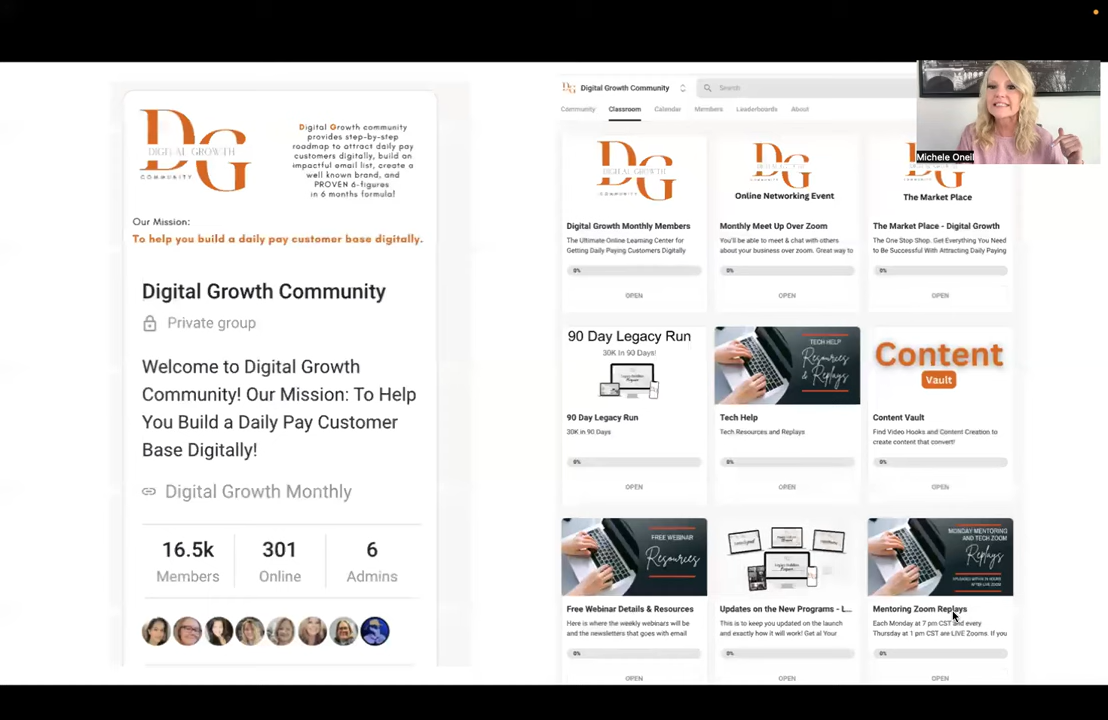 DG
DIGITAL GROWTH
COMMUNITY
Digital Growth community
provides step-by-step
roadmap to attract daily pay
customers digitally, build an
impactful email list, create a
well known brand, and
PROVEN 6-figures
in 6 months formula!
Our Mission:
To help you build a daily pay customer base digitally.
Digital Growth Community
Private group
Welcome to Digital Growth
Community! Our Mission: To Help
You Build a Daily Pay Customer
Base Digitally!
Digital Growth Monthly
16.5k
Members
301
Online
6
Admins
Digital Growth Community
Search
Community Classroom Calendar Members Leaderboards About
Michele Oneil
DG
DIGITAL GROWTH
COMMUNITY
Digital Growth Monthly Members
The Ultimate Online Learning Center for
Getting Daily Paying Customers Digitally
0%
OPEN
Online Networking Event
Monthly Meet Up Over Zoom
You'll be able to meet & chat with others
about your business over zoom. Great way to
0%
OPEN
The Market Place
The Market Place - Digital Growth
The One Stop Shop. Get Everything You Need
to Be Successful With Attracting Daily Paying
0%
OPEN
90 Day Legacy Run
30K In 90 Days!
90 Day Legacy Run
30K in 90 Days
0%
OPEN
TECH HELP
Resources
& Replays
Tech Help
Tech Resources and Replays
0%
OPEN
Content
Vault
Content Vault
Find Video Hooks and Content Creation to
create content that convert!
0%
OPEN
FREE WEBINAR
Resources
Free Webinar Details & Resources
Here is where the weekly webinars will be
and the newsletters that goes with email
0%
OPEN
Updates on the New Programs - L...
This is to keep you updated on the launch
and exactly how it will work! Get al Your
0%
OPEN
MONDAY MENTORING
AND TECH ZOOM
Replays
Mentoring Zoom Replays
Each Monday at 7 pm CST and every
Thursday at 1 pm CST are LIVE Zooms. If you
0%
OPEN